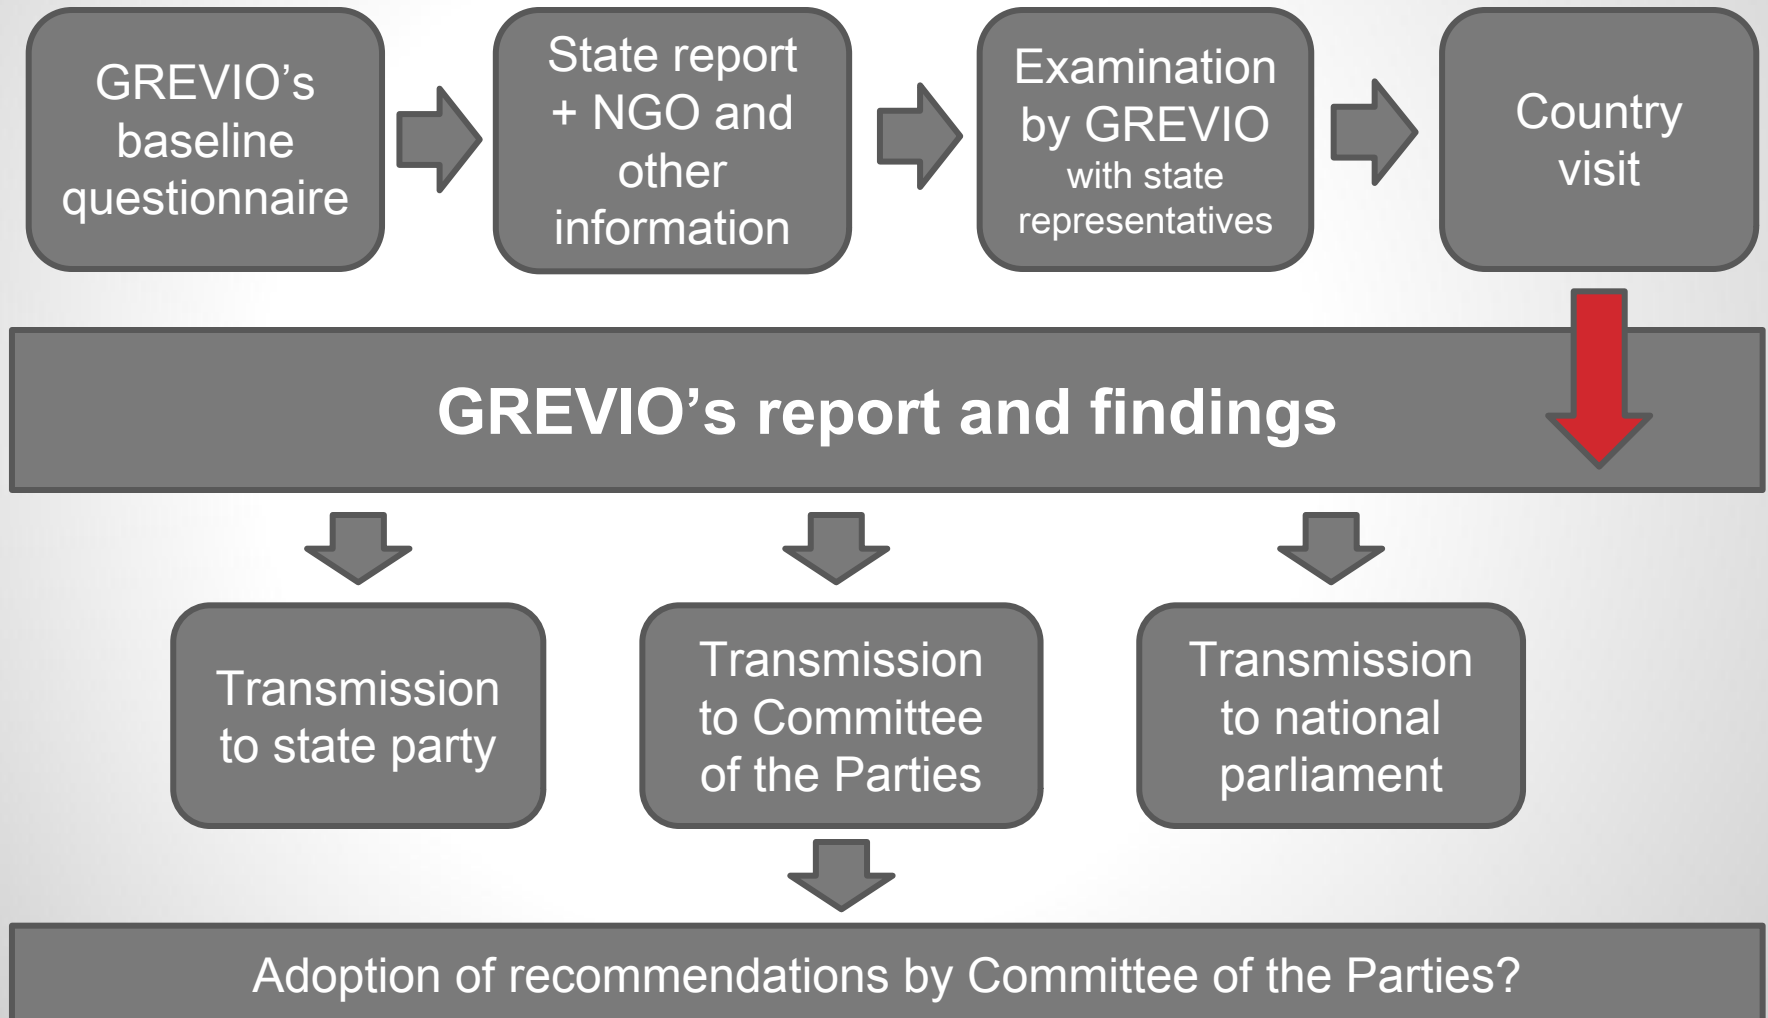 GREVIO’s
baseline
questionnaire
State report
+ NGO and
other
information
Examination
by GREVIO
with state
representatives
Country
visit
GREVIO’s report and findings
Transmission
to state party
Transmission
to Committee
of the Parties
Transmission
to national
parliament
Adoption of recommendations by Committee of the Parties?